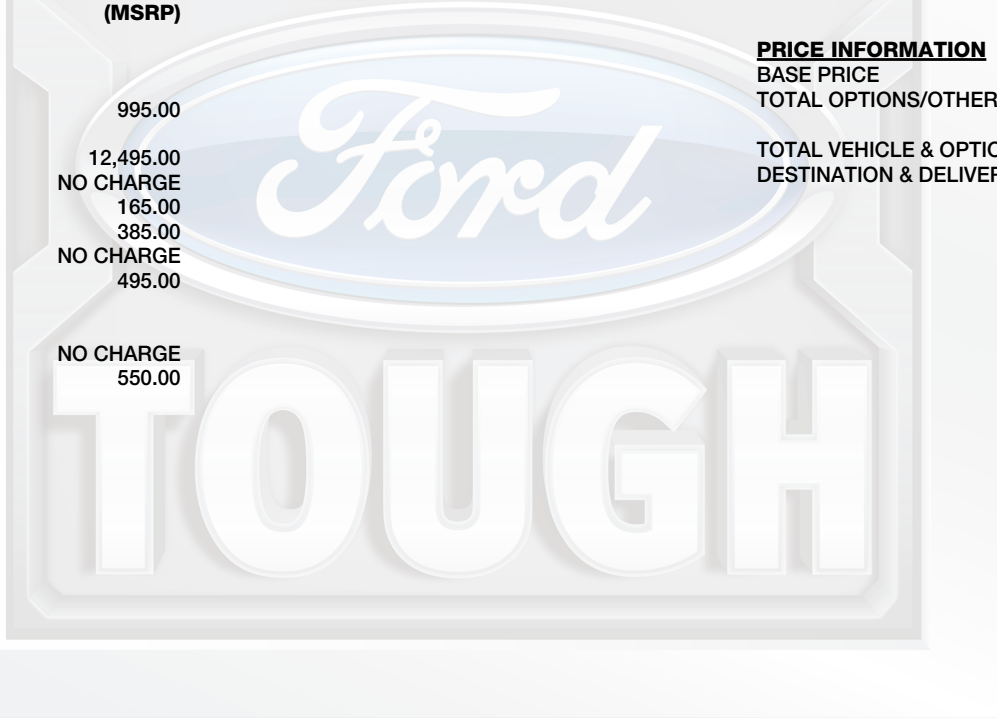 (MSRP)
995.00
12,495.00
NO CHARGE
165.00
385.00
NO CHARGE
495.00
NO CHARGE
550.00
PRICE INFORMATION
BASE PRICE
TOTAL OPTIONS/OTHER
TOTAL VEHICLE & OPTIO
DESTINATION & DELIVER
Ford
TOUGH